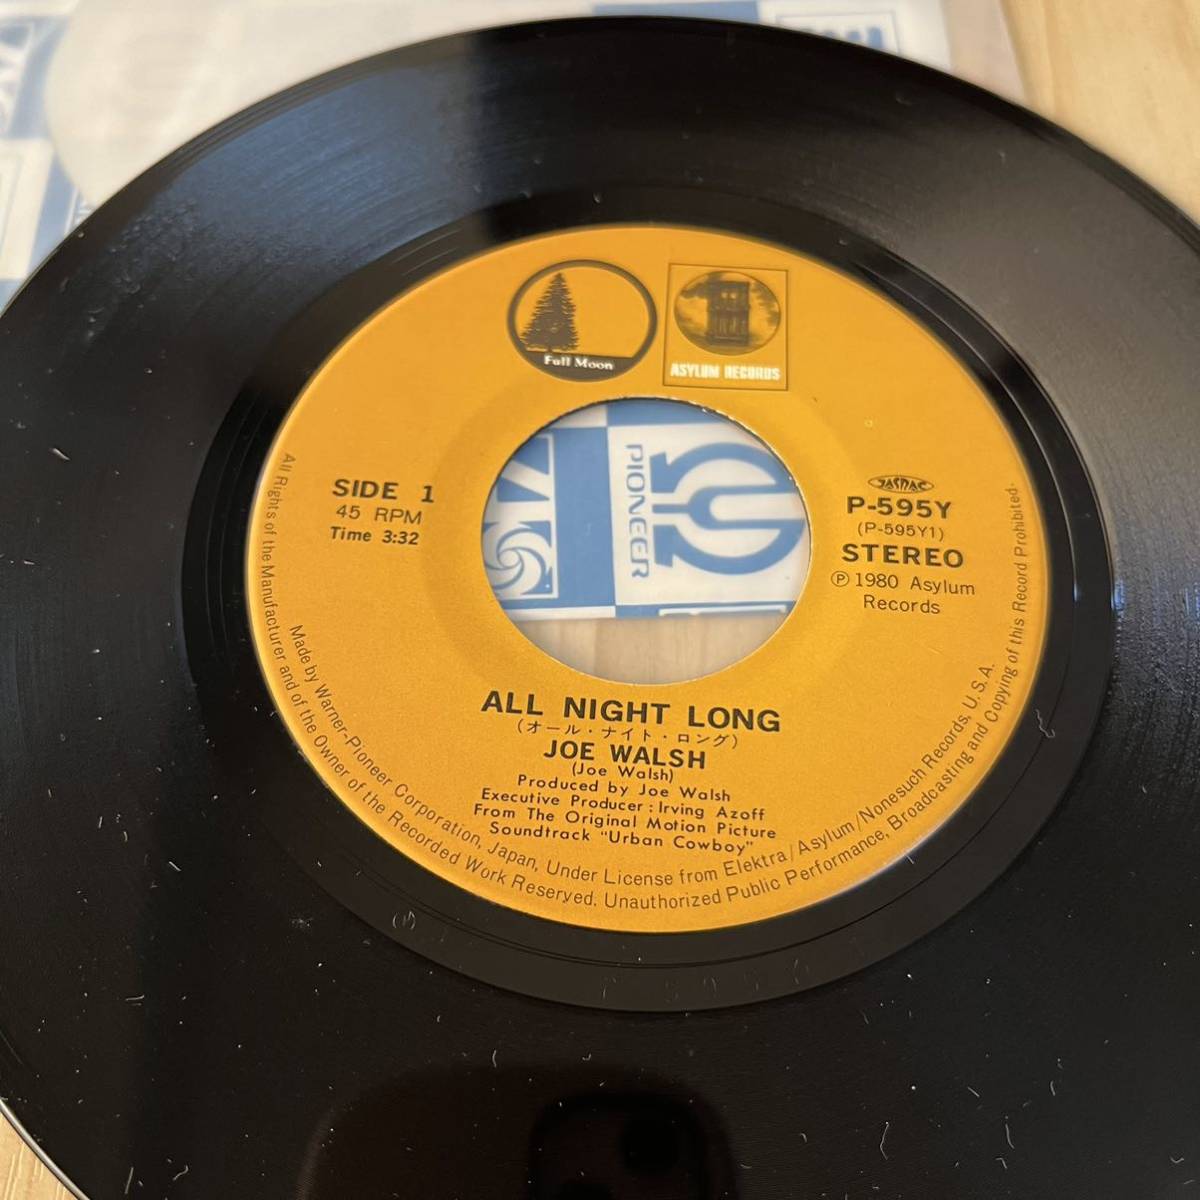 Full Moon
ASYLUM RECORDS
SIDE 1
45 RPM
Time 3:32
PIONEER
JASRAC
P-595Y
(P-595Y1)
STEREO
Ⓟ 1980 Asylum
Records
ALL NIGHT LONG
(オール・ナイト・ロング)
JOE WALSH
(Joe Walsh)
Produced by Joe Walsh
Executive Producer : Irving Azoff
From The Original Motion Picture
Soundtrack "Urban Cowboy"
Made by Warner-Pioneer Corporation, Japan, Under License from Elektra/Asylum/Nonesuch Records, U.S.A.
All Rights of the Manufacturer and of the Owner of the Recorded Work Reserved. Unauthorized Public Performance, Broadcasting and Copying of this Record Prohibited.